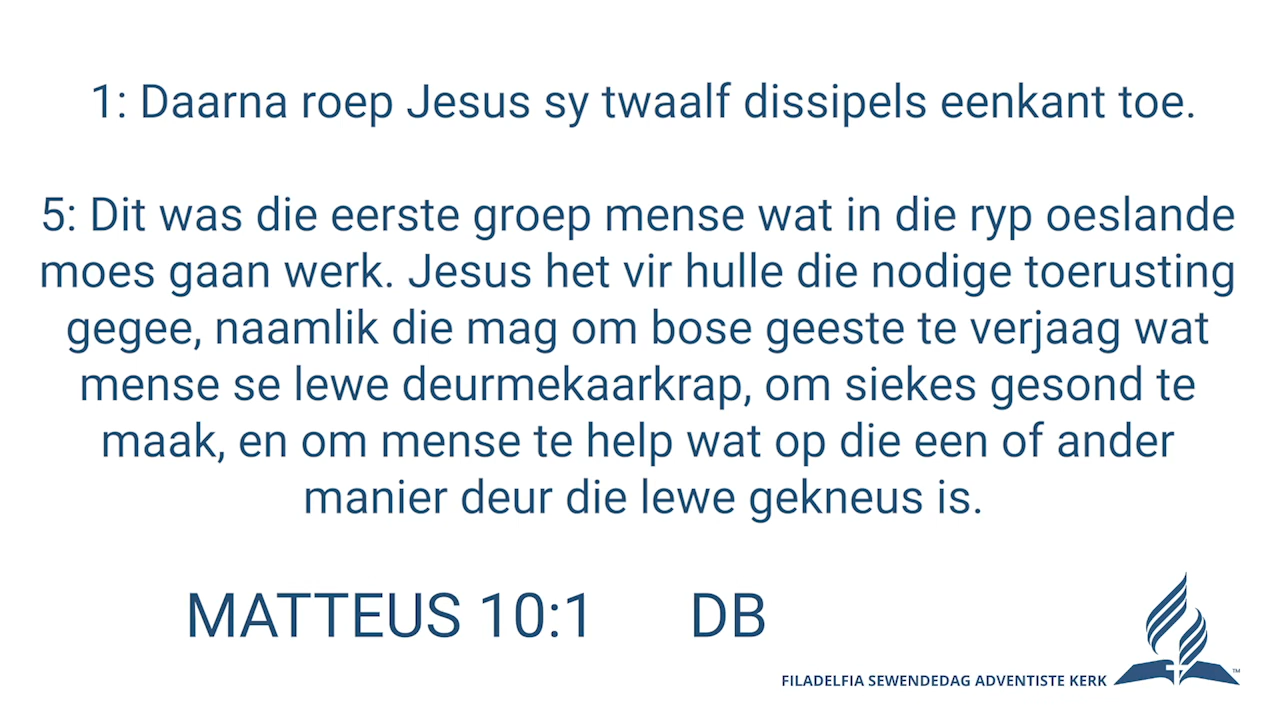 1: Daarna roep Jesus sy twaalf dissipels eenkant toe.
5: Dit was die eerste groep mense wat in die ryp oeslande
moes gaan werk. Jesus het vir hulle die nodige toerusting
gegee, naamlik die mag om bose geeste te verjaag wat
mense se lewe deurmekaarkrap, om siekes gesond te
maak, en om mense te help wat op die een of ander
manier deur die lewe gekneus is.
MATTEUS 10:1 DB
FILADELFIA SEWENDEDAG ADVENTISTE KERK ™